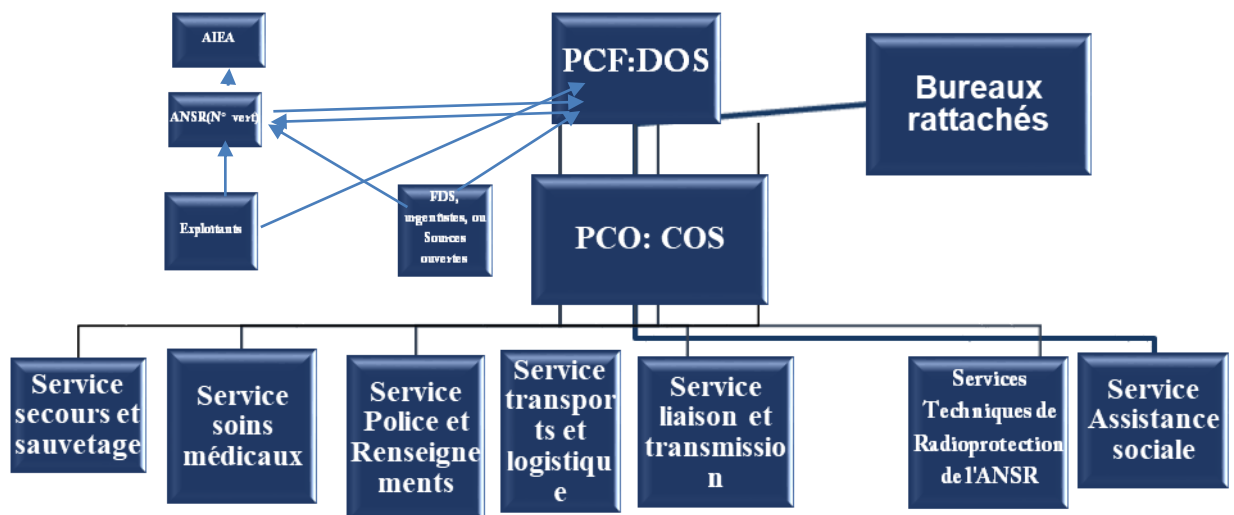 AIEA
PCF:DOS
Bureaux
rattachés
ANSR(N° vert)
Exploitants
FDS,
urgentistes, ou
Sources
ouvertes
PCO: COS
Service
secours et
sauvetage
Service
soins
médicaux
Service
Police et
Renseigne
ments
Service
transpor
ts et
logistiqu
e
Service
liaison et
transmissio
n
Services
Techniques de
Radioprotection
de l'ANSR
Service
Assistance
sociale